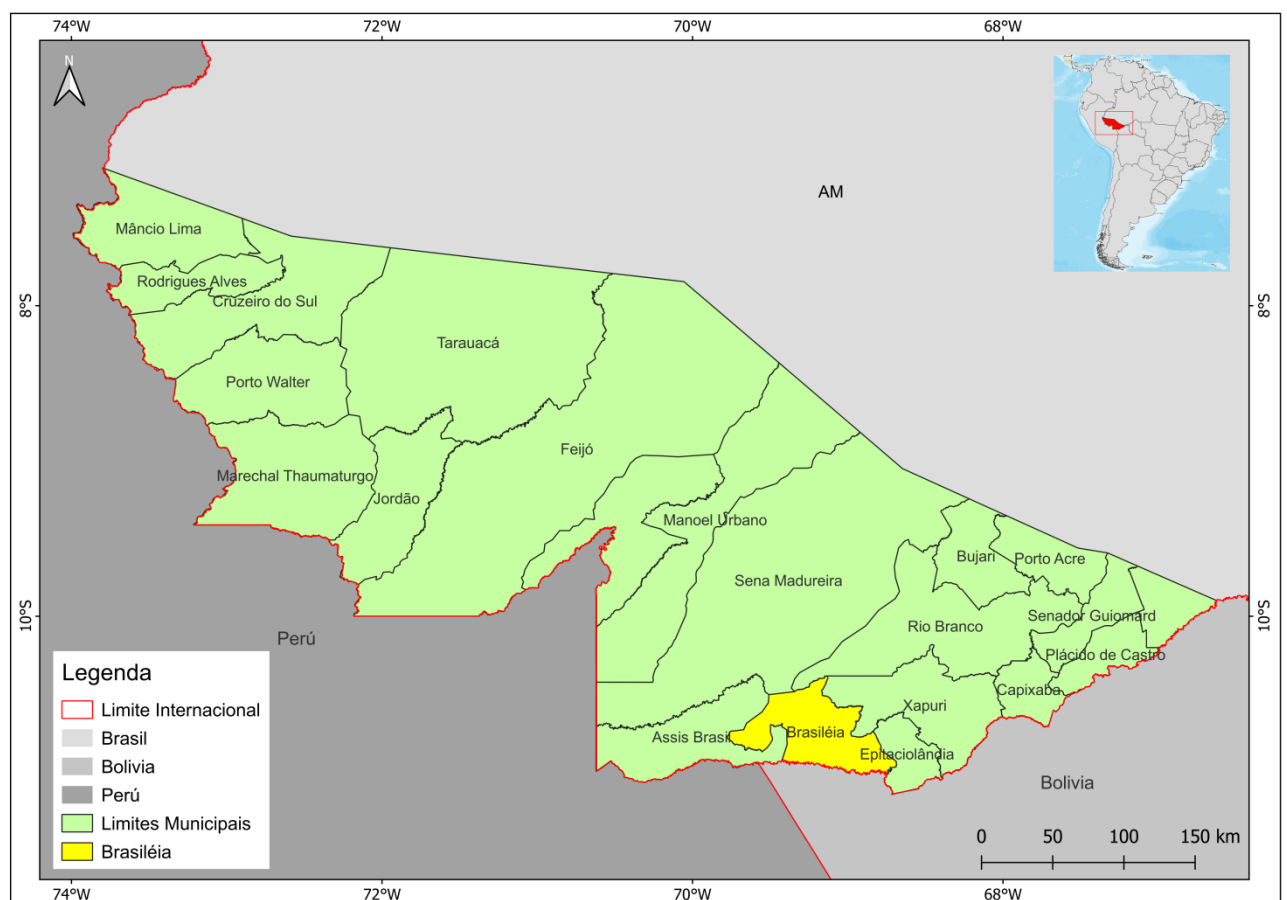 74°W 72°W 70°W 68°W
N
AM
Mâncio Lima
Rodrigues Alves
Cruzeiro do Sul
8°S 8°S
Tarauacá
Porto Walter
Feijó
Marechal Thaumaturgo
Jordão
Manoel Urbano
Sena Madureira
Bujari
Porto Acre
10°S 10°S
Senador Guiomard
Rio Branco
Perú
Plácido de Castro
Capixaba
Xapuri
Assis Brasil
Brasiléia
Epitaciolândia
Bolivia
Legenda
Limite Internacional
Brasil
Bolivia
Perú
Limites Municipais
Brasiléia
0 50 100 150 km
74°W 72°W 70°W 68°W